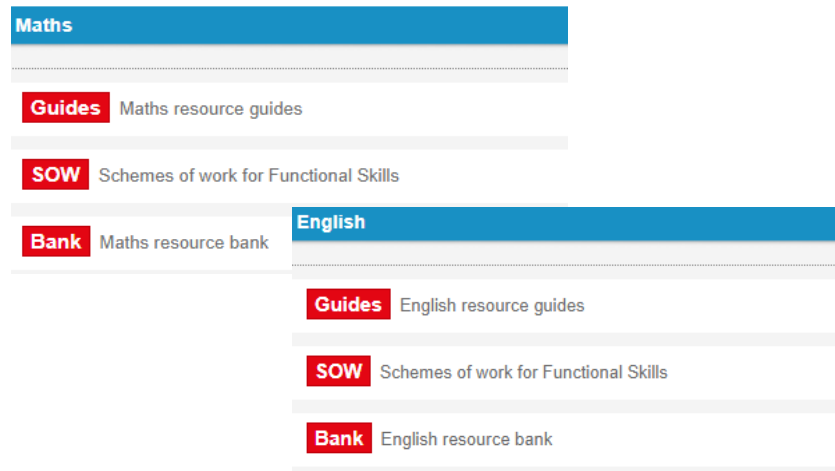 Maths
Guides Maths resource guides
SOW Schemes of work for Functional Skills
Bank Maths resource bank
English
Guides English resource guides
SOW Schemes of work for Functional Skills
Bank English resource bank